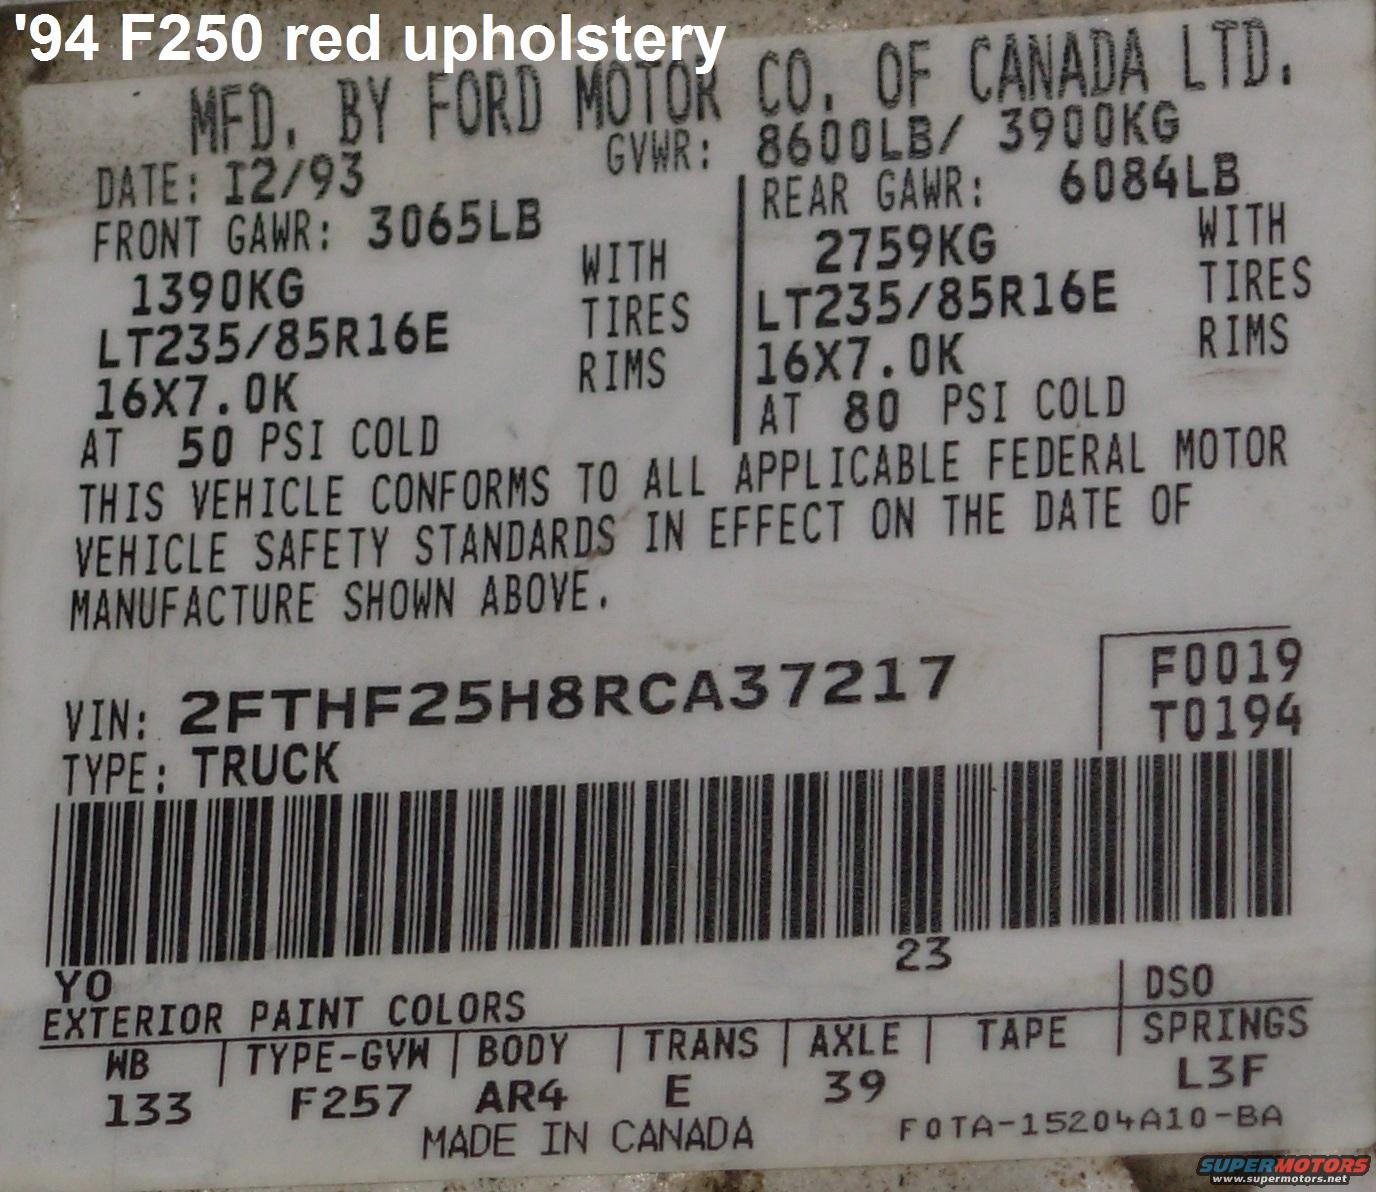 '94 F250 red upholstery
MFD. BY FORD MOTOR CO. OF CANADA LTD.
DATE: 12/93 GVWR: 8600LB/ 3900KG
FRONT GAWR: 3065LB
1390KG WITH
LT235/85R16E TIRES
16X7.0K RIMS
AT 50 PSI COLD
REAR GAWR: 6084LB
2759KG WITH
LT235/85R16E TIRES
16X7.0K RIMS
AT 80 PSI COLD
THIS VEHICLE CONFORMS TO ALL APPLICABLE FEDERAL MOTOR
VEHICLE SAFETY STANDARDS IN EFFECT ON THE DATE OF
MANUFACTURE SHOWN ABOVE.
VIN: 2FTHF25H8RCA37217
TYPE: TRUCK
F0019
T0194
YO 23
EXTERIOR PAINT COLORS DSO
WB TYPE-GVW BODY TRANS AXLE TAPE SPRINGS
133 F257 AR4 E 39 L3F
MADE IN CANADA FOTA-15204A10-BA
SUPERMOTORS
www.supermotors.net